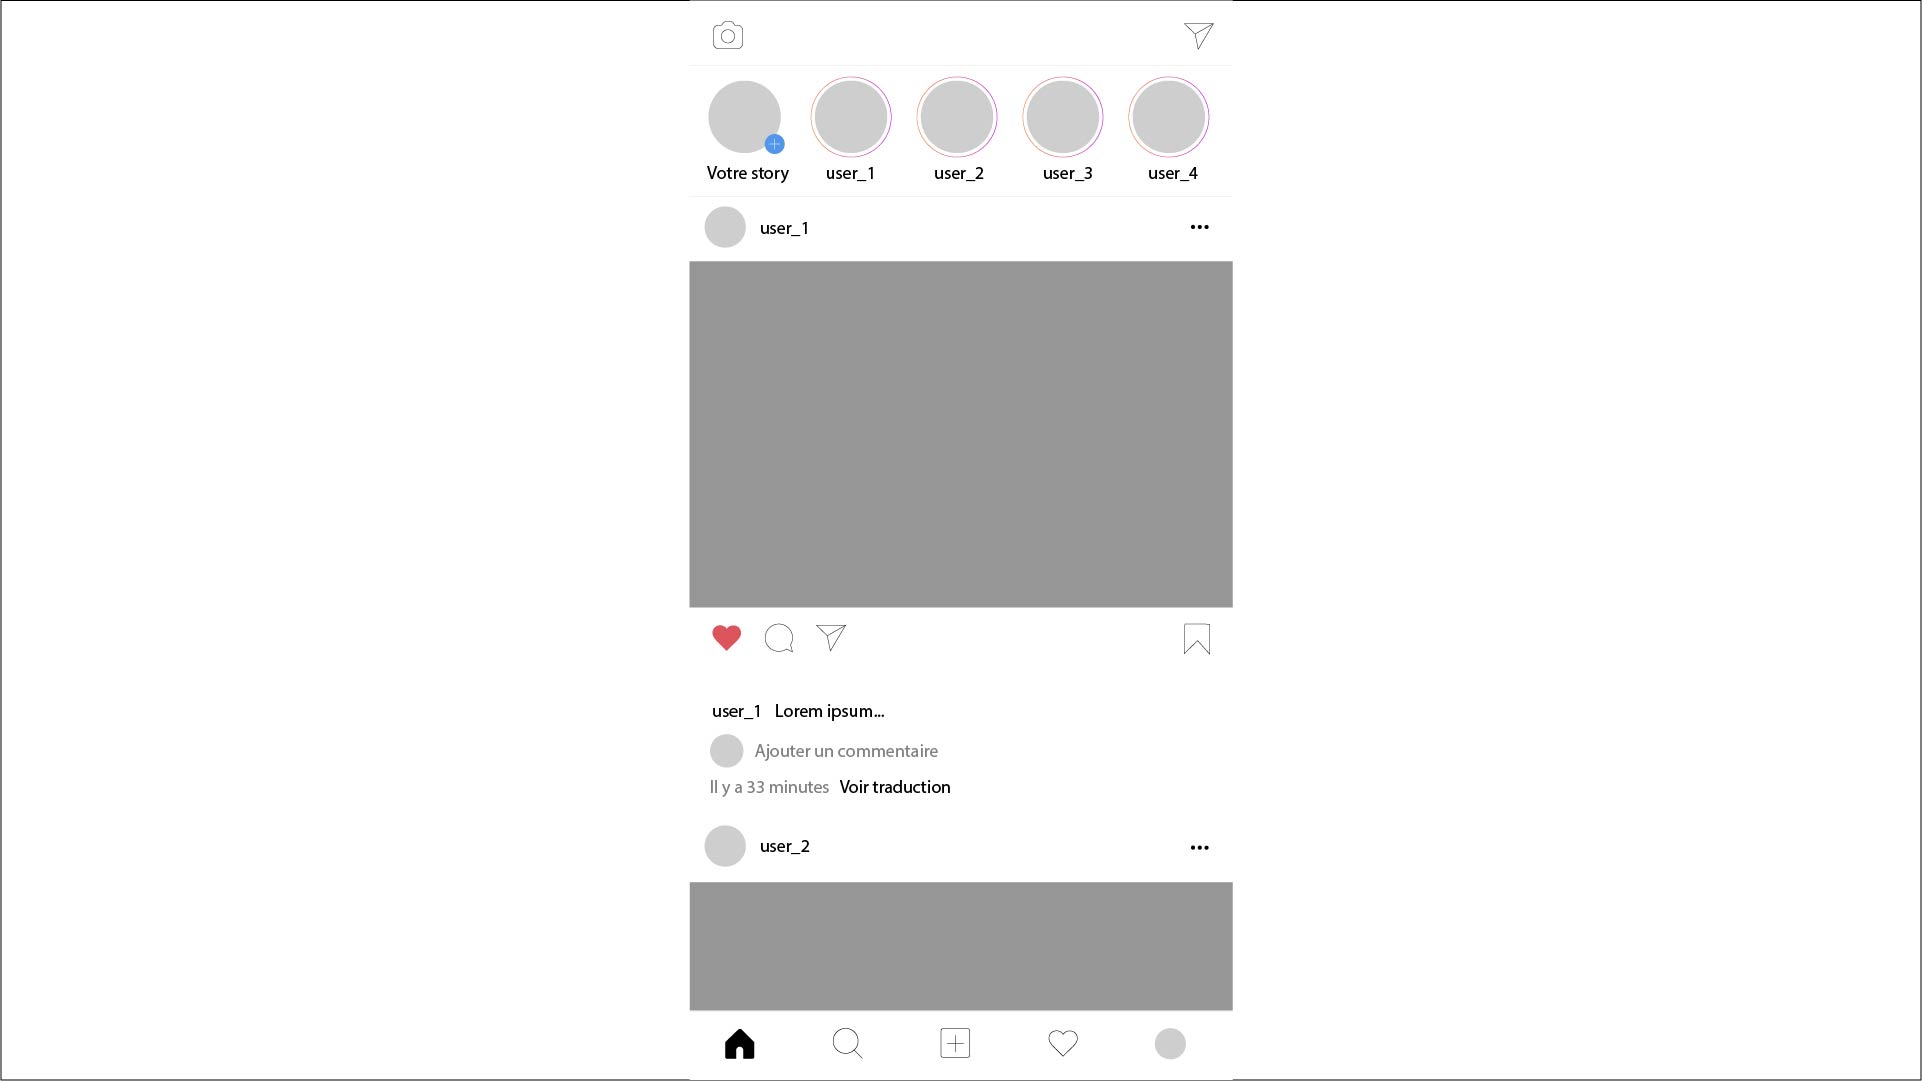 Votre story user_1 user_2 user_3 user_4
user_1
user_1 Lorem ipsum...
Ajouter un commentaire
Il y a 33 minutes Voir traduction
user_2